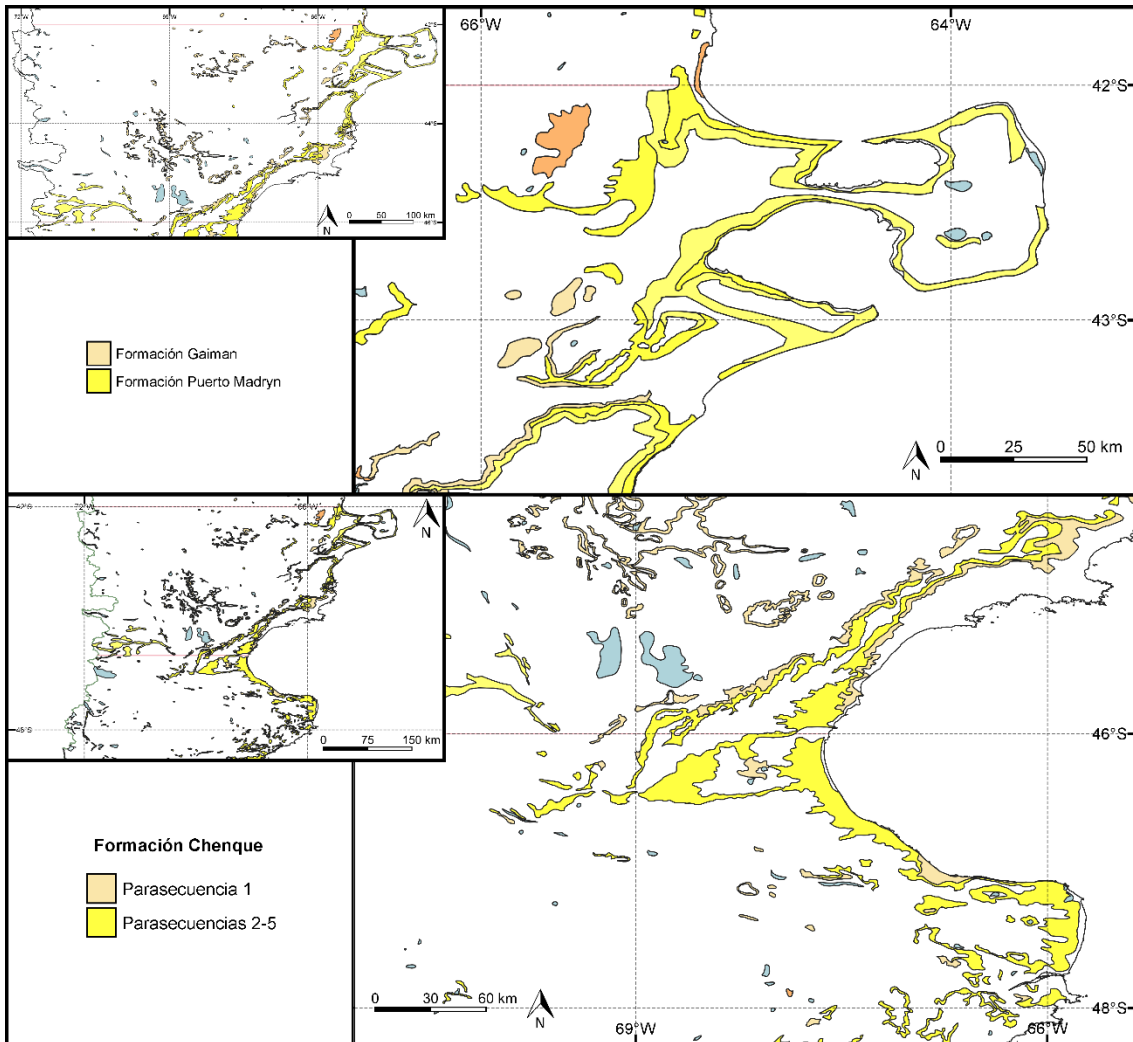 66°W
64°W
42°S
43°S
N
0 50 100 km
Formación Gaiman
Formación Puerto Madryn
N
0 25 50 km
N
0 75 150 km
Formación Chenque
Parasecuencia 1
Parasecuencias 2-5
46°S
48°S
0 30 60 km
N
69°W
66°W